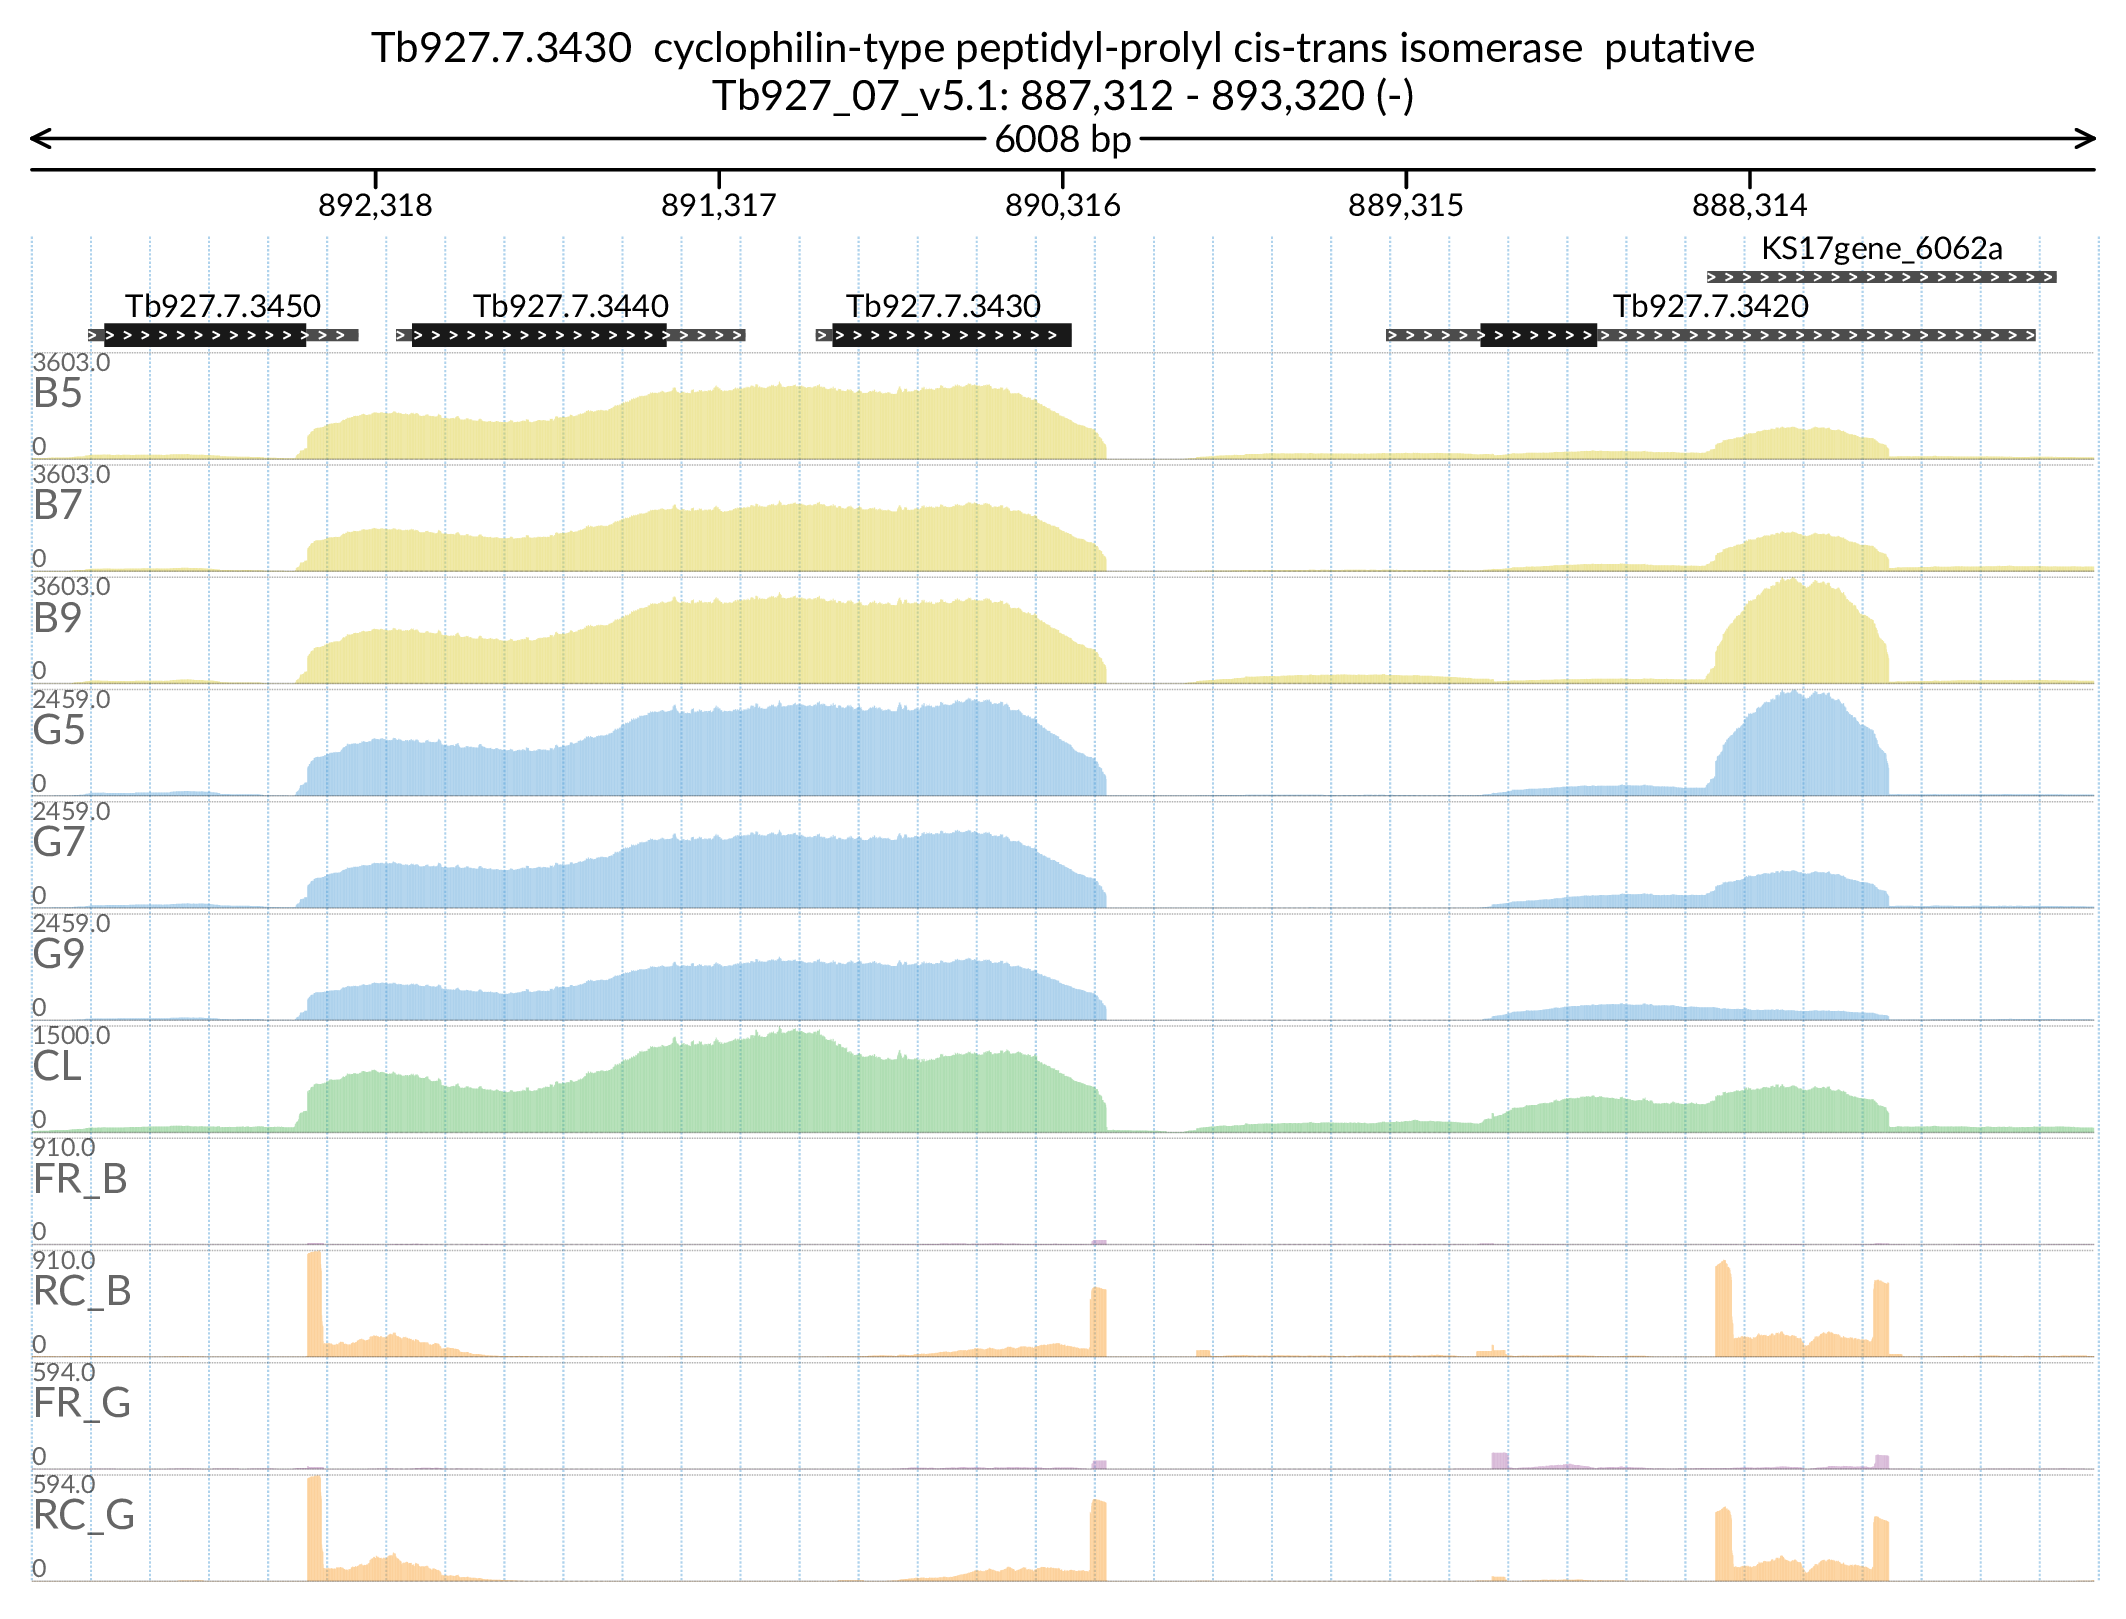 Tb927.7.3430 cyclophilin-type peptidyl-prolyl cis-trans isomerase putative
Tb927_07_v5.1: 887,312 - 893,320 (-)
6008 bp
892,318 891,317 890,316 889,315 888,314
KS17gene_6062a
Tb927.7.3450 Tb927.7.3440 Tb927.7.3430 Tb927.7.3420
3603.0
B5
0
3603.0
B7
0
3603.0
B9
0
2459.0
G5
0
2459.0
G7
0
2459.0
G9
0
1500.0
CL
0
910.0
FR_B
0
910.0
RC_B
0
594.0
FR_G
0
594.0
RC_G
0